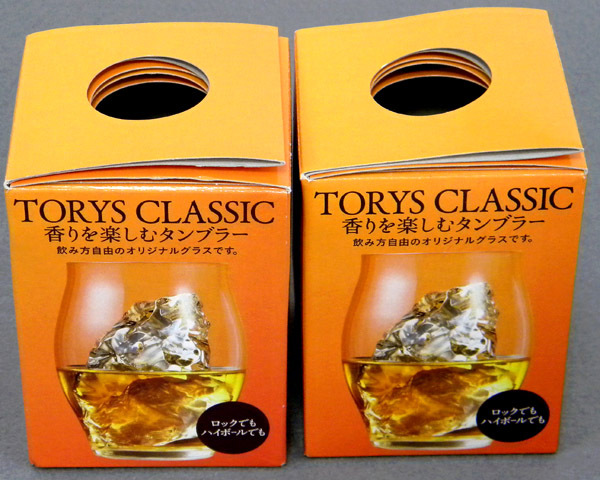 TORYS CLASSIC
香りを楽しむタンブラー
飲み方自由のオリジナルグラスです。
ロックでも
ハイボールでも
TORYS CLASSIC
香りを楽しむタンブラー
飲み方自由のオリジナルグラスです。
ロックでも
ハイボールでも